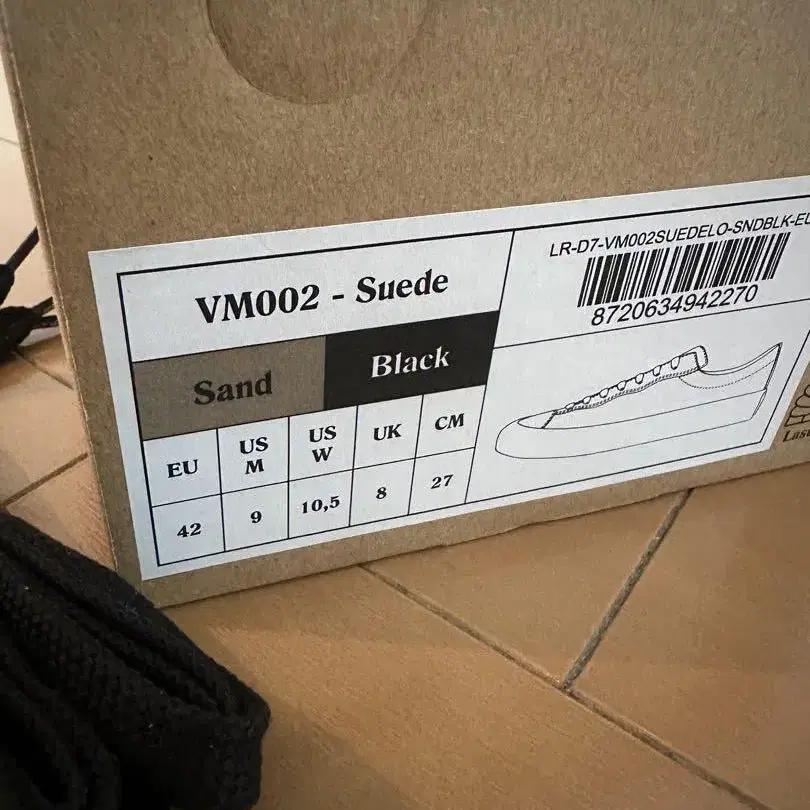 VM002 - Suede
Sand
Black
EU
US M
US W
UK
CM
42
9
10,5
8
27
LR-D7-VM002SUEDELO-SNDBLK-E
8720634942270
Las